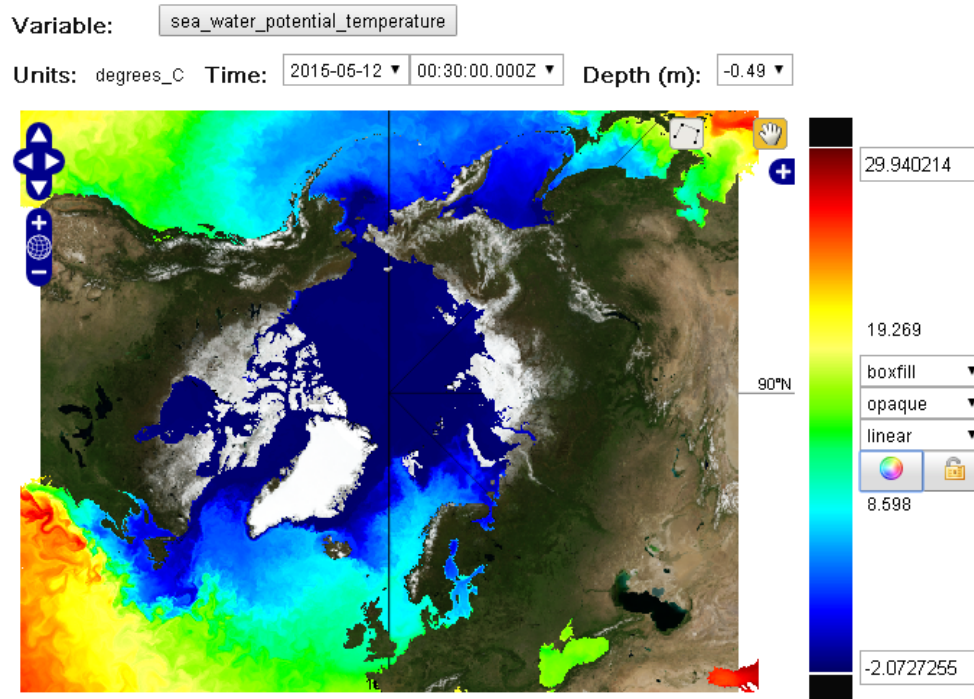 Variable: sea_water_potential_temperature
Units: degrees_C Time: 2015-05-12 00:30:00.000Z Depth (m): -0.49
29.940214
19.269
boxfill
90°N
opaque
linear
8.598
-2.0727255